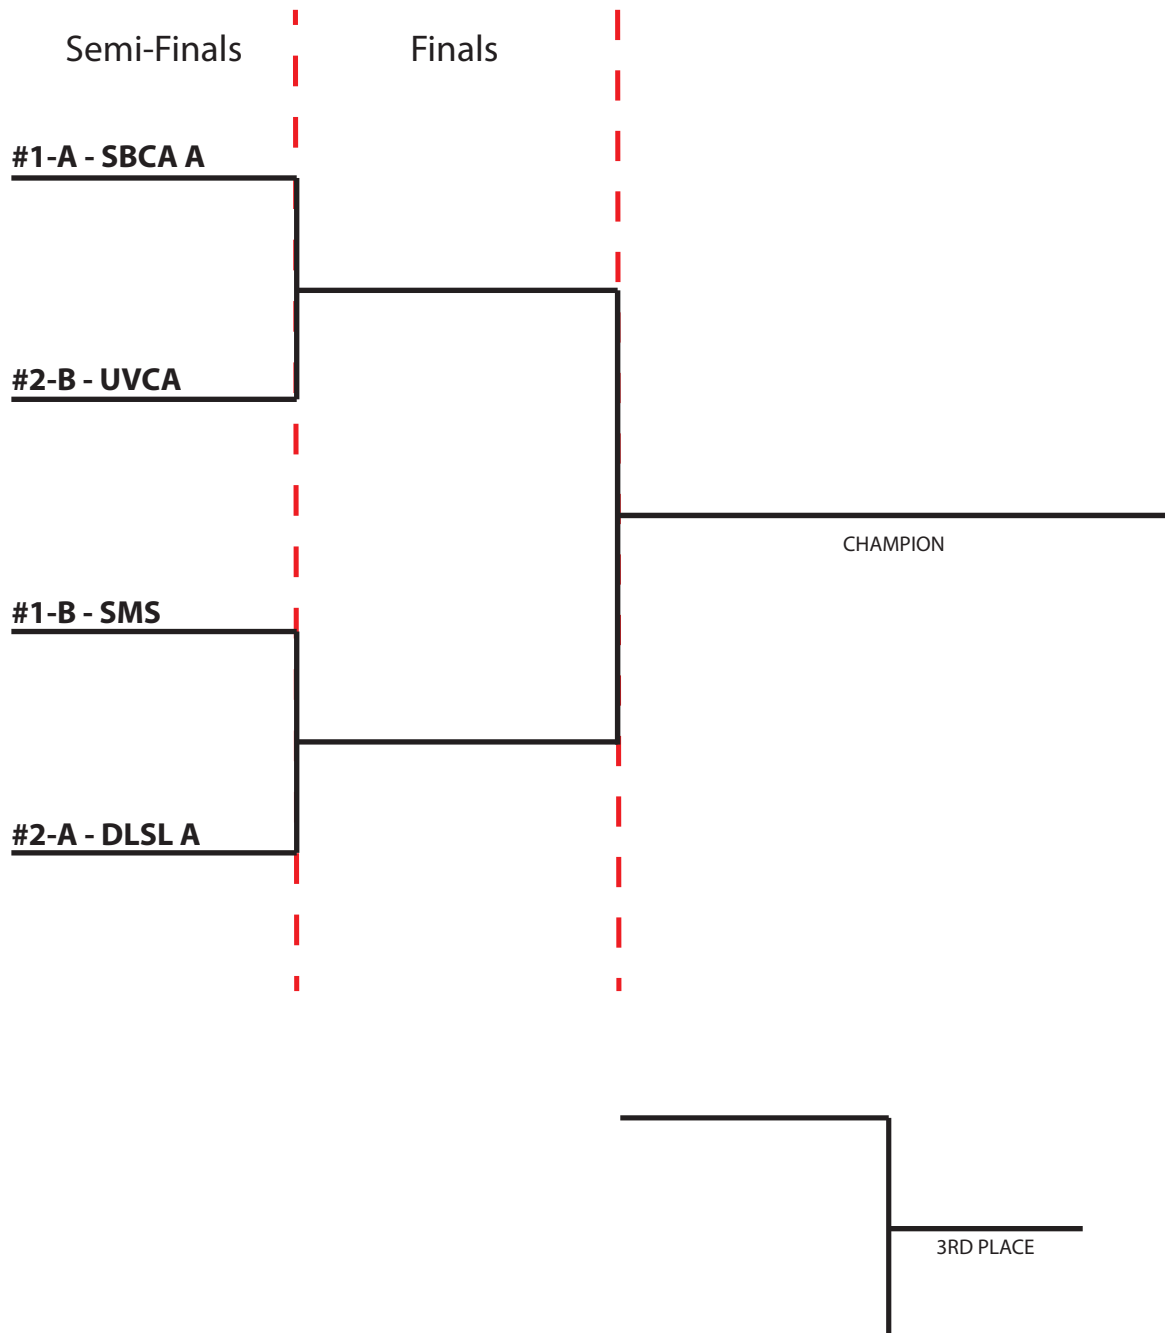 Semi-Finals
Finals
#1-A - SBCA A
#2-B - UVCA
CHAMPION
#1-B - SMS
#2-A - DLSL A
3RD PLACE